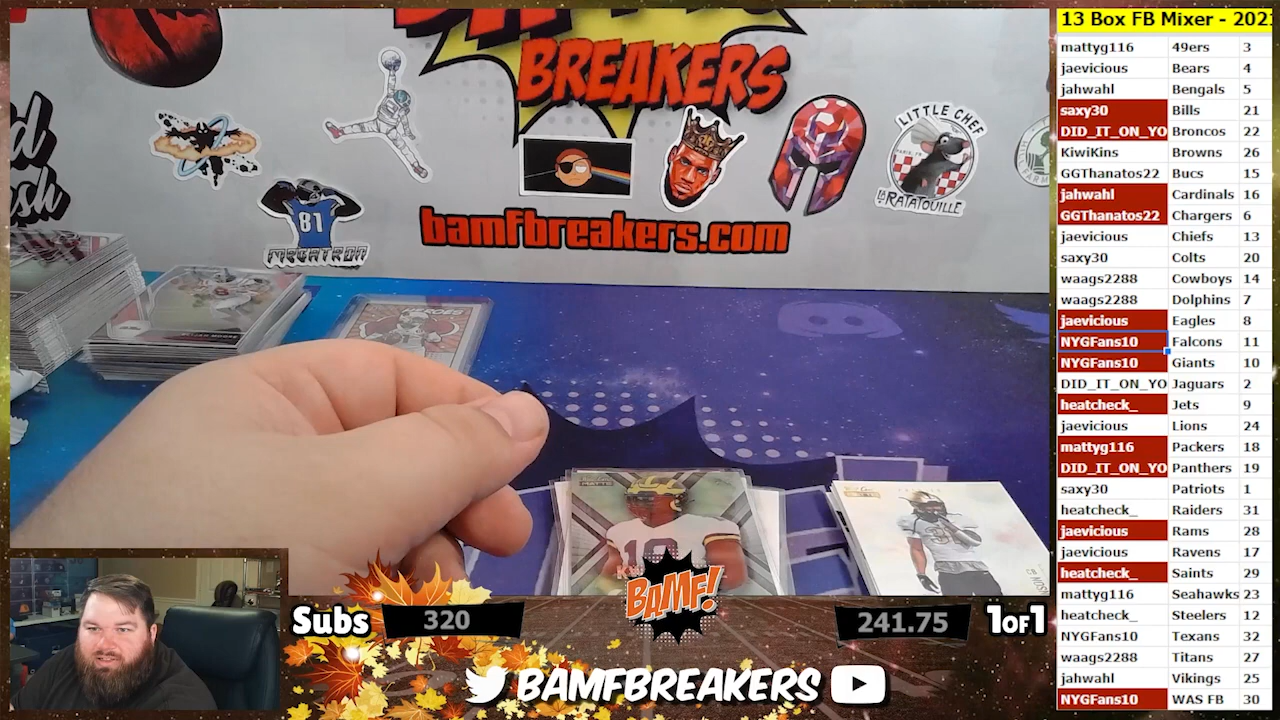 BREAKERS
LITTLE CHEF
RATATOUILLE
81
MEGATRON
bamfbreakers.com
BAMF!
Subs
320
241.75
1OF1
BAMFBREAKERS
13 Box FB Mixer - 2021
mattyg116 49ers 3
jaevicious Bears 4
jahwahl Bengals 5
saxy30 Bills 21
DID_IT_ON_YO Broncos 22
KiwiKins Browns 26
GGThanatos22 Bucs 15
jahwahl Cardinals 16
GGThanatos22 Chargers 6
jaevicious Chiefs 13
saxy30 Colts 20
waags2288 Cowboys 14
waags2288 Dolphins 7
jaevicious Eagles 8
NYGFans10 Falcons 11
NYGFans10 Giants 10
DID_IT_ON_YO Jaguars 2
heatcheck_ Jets 9
jaevicious Lions 24
mattyg116 Packers 18
DID_IT_ON_YO Panthers 19
saxy30 Patriots 1
heatcheck_ Raiders 31
jaevicious Rams 28
jaevicious Ravens 17
heatcheck_ Saints 29
mattyg116 Seahawks 23
heatcheck_ Steelers 12
NYGFans10 Texans 32
waags2288 Titans 27
jahwahl Vikings 25
NYGFans10 WAS FB 30